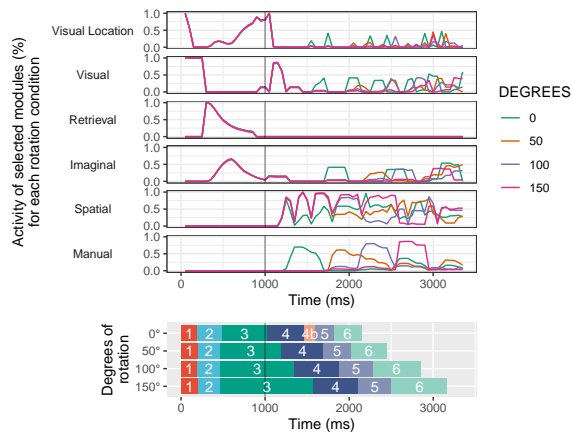 Activity of selected modules (%)
for each rotation condition
Visual Location
1.0
0.5
0.0
Visual
1.0
0.5
0.0
Retrieval
1.0
0.5
0.0
Imaginal
1.0
0.5
0.0
Spatial
1.0
0.5
0.0
Manual
1.0
0.5
0.0
0 1000 2000 3000
Time (ms)
DEGREES
0
50
100
150
Degrees of
rotation
0° 1 2 3 4 4b 5 6
50° 1 2 3 4 5 6
100° 1 2 3 4 5 6
150° 1 2 3 4 5 6
0 1000 2000 3000
Time (ms)